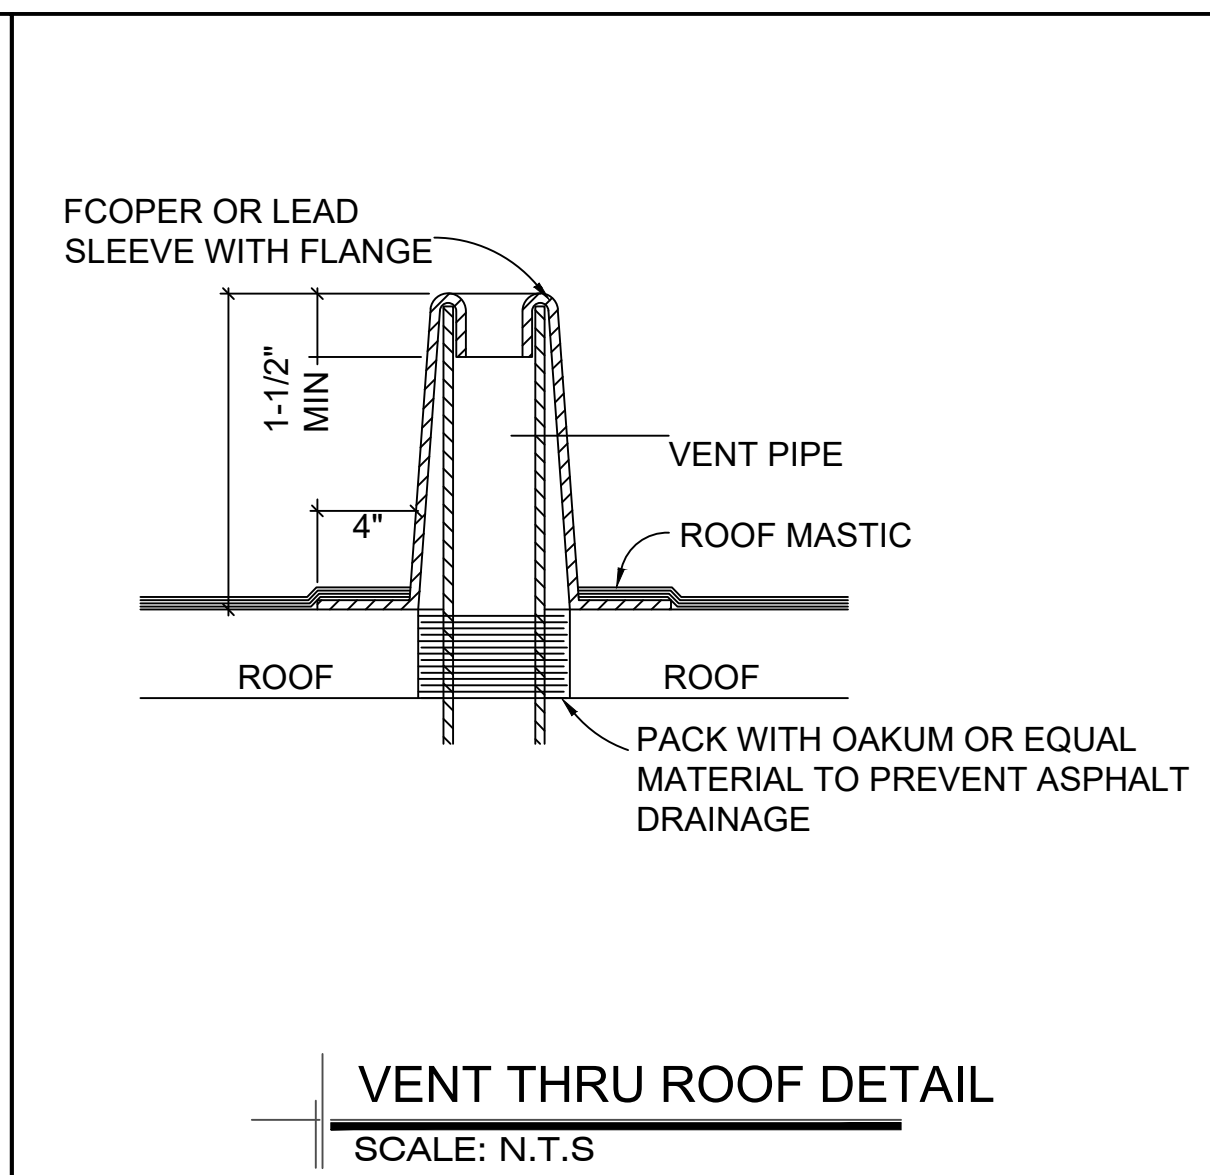 FCOPER OR LEAD
SLEEVE WITH FLANGE
1-1/2"
MIN
VENT PIPE
4"
ROOF MASTIC
ROOF
ROOF
PACK WITH OAKUM OR EQUAL
MATERIAL TO PREVENT ASPHALT
DRAINAGE
VENT THRU ROOF DETAIL
SCALE: N.T.S